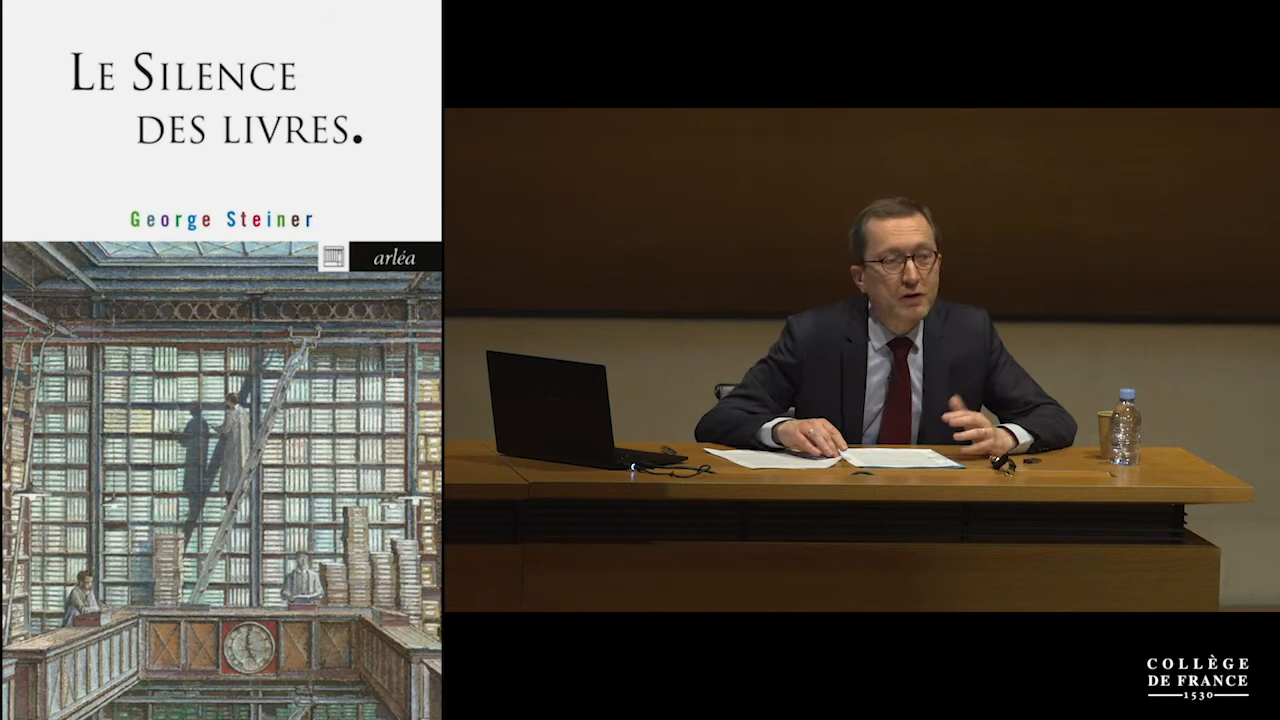 LE SILENCE
DES LIVRES.
George Steiner
arléa
COLLÈGE
DE FRANCE
1530